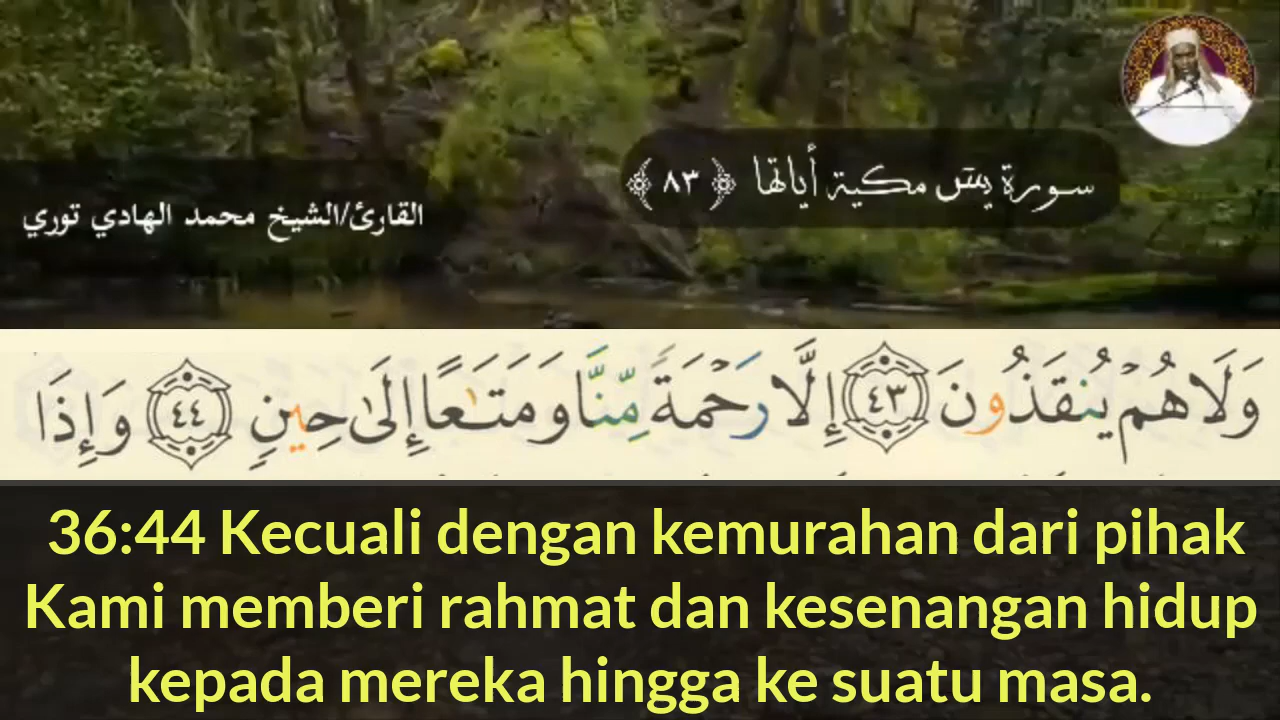 سورة يس مكية أياتها ﴿٨٣﴾
القارئ/الشيخ محمد الهادي توري
وَلَا هُمْ يُنقَذُونَ ٤٣ إِلَّا رَحْمَةً مِّنَّا وَمَتَـٰعًا إِلَىٰ حِينٍ ٤٤ وَإِذَا
36:44 Kecuali dengan kemurahan dari pihak
Kami memberi rahmat dan kesenangan hidup
kepada mereka hingga ke suatu masa.